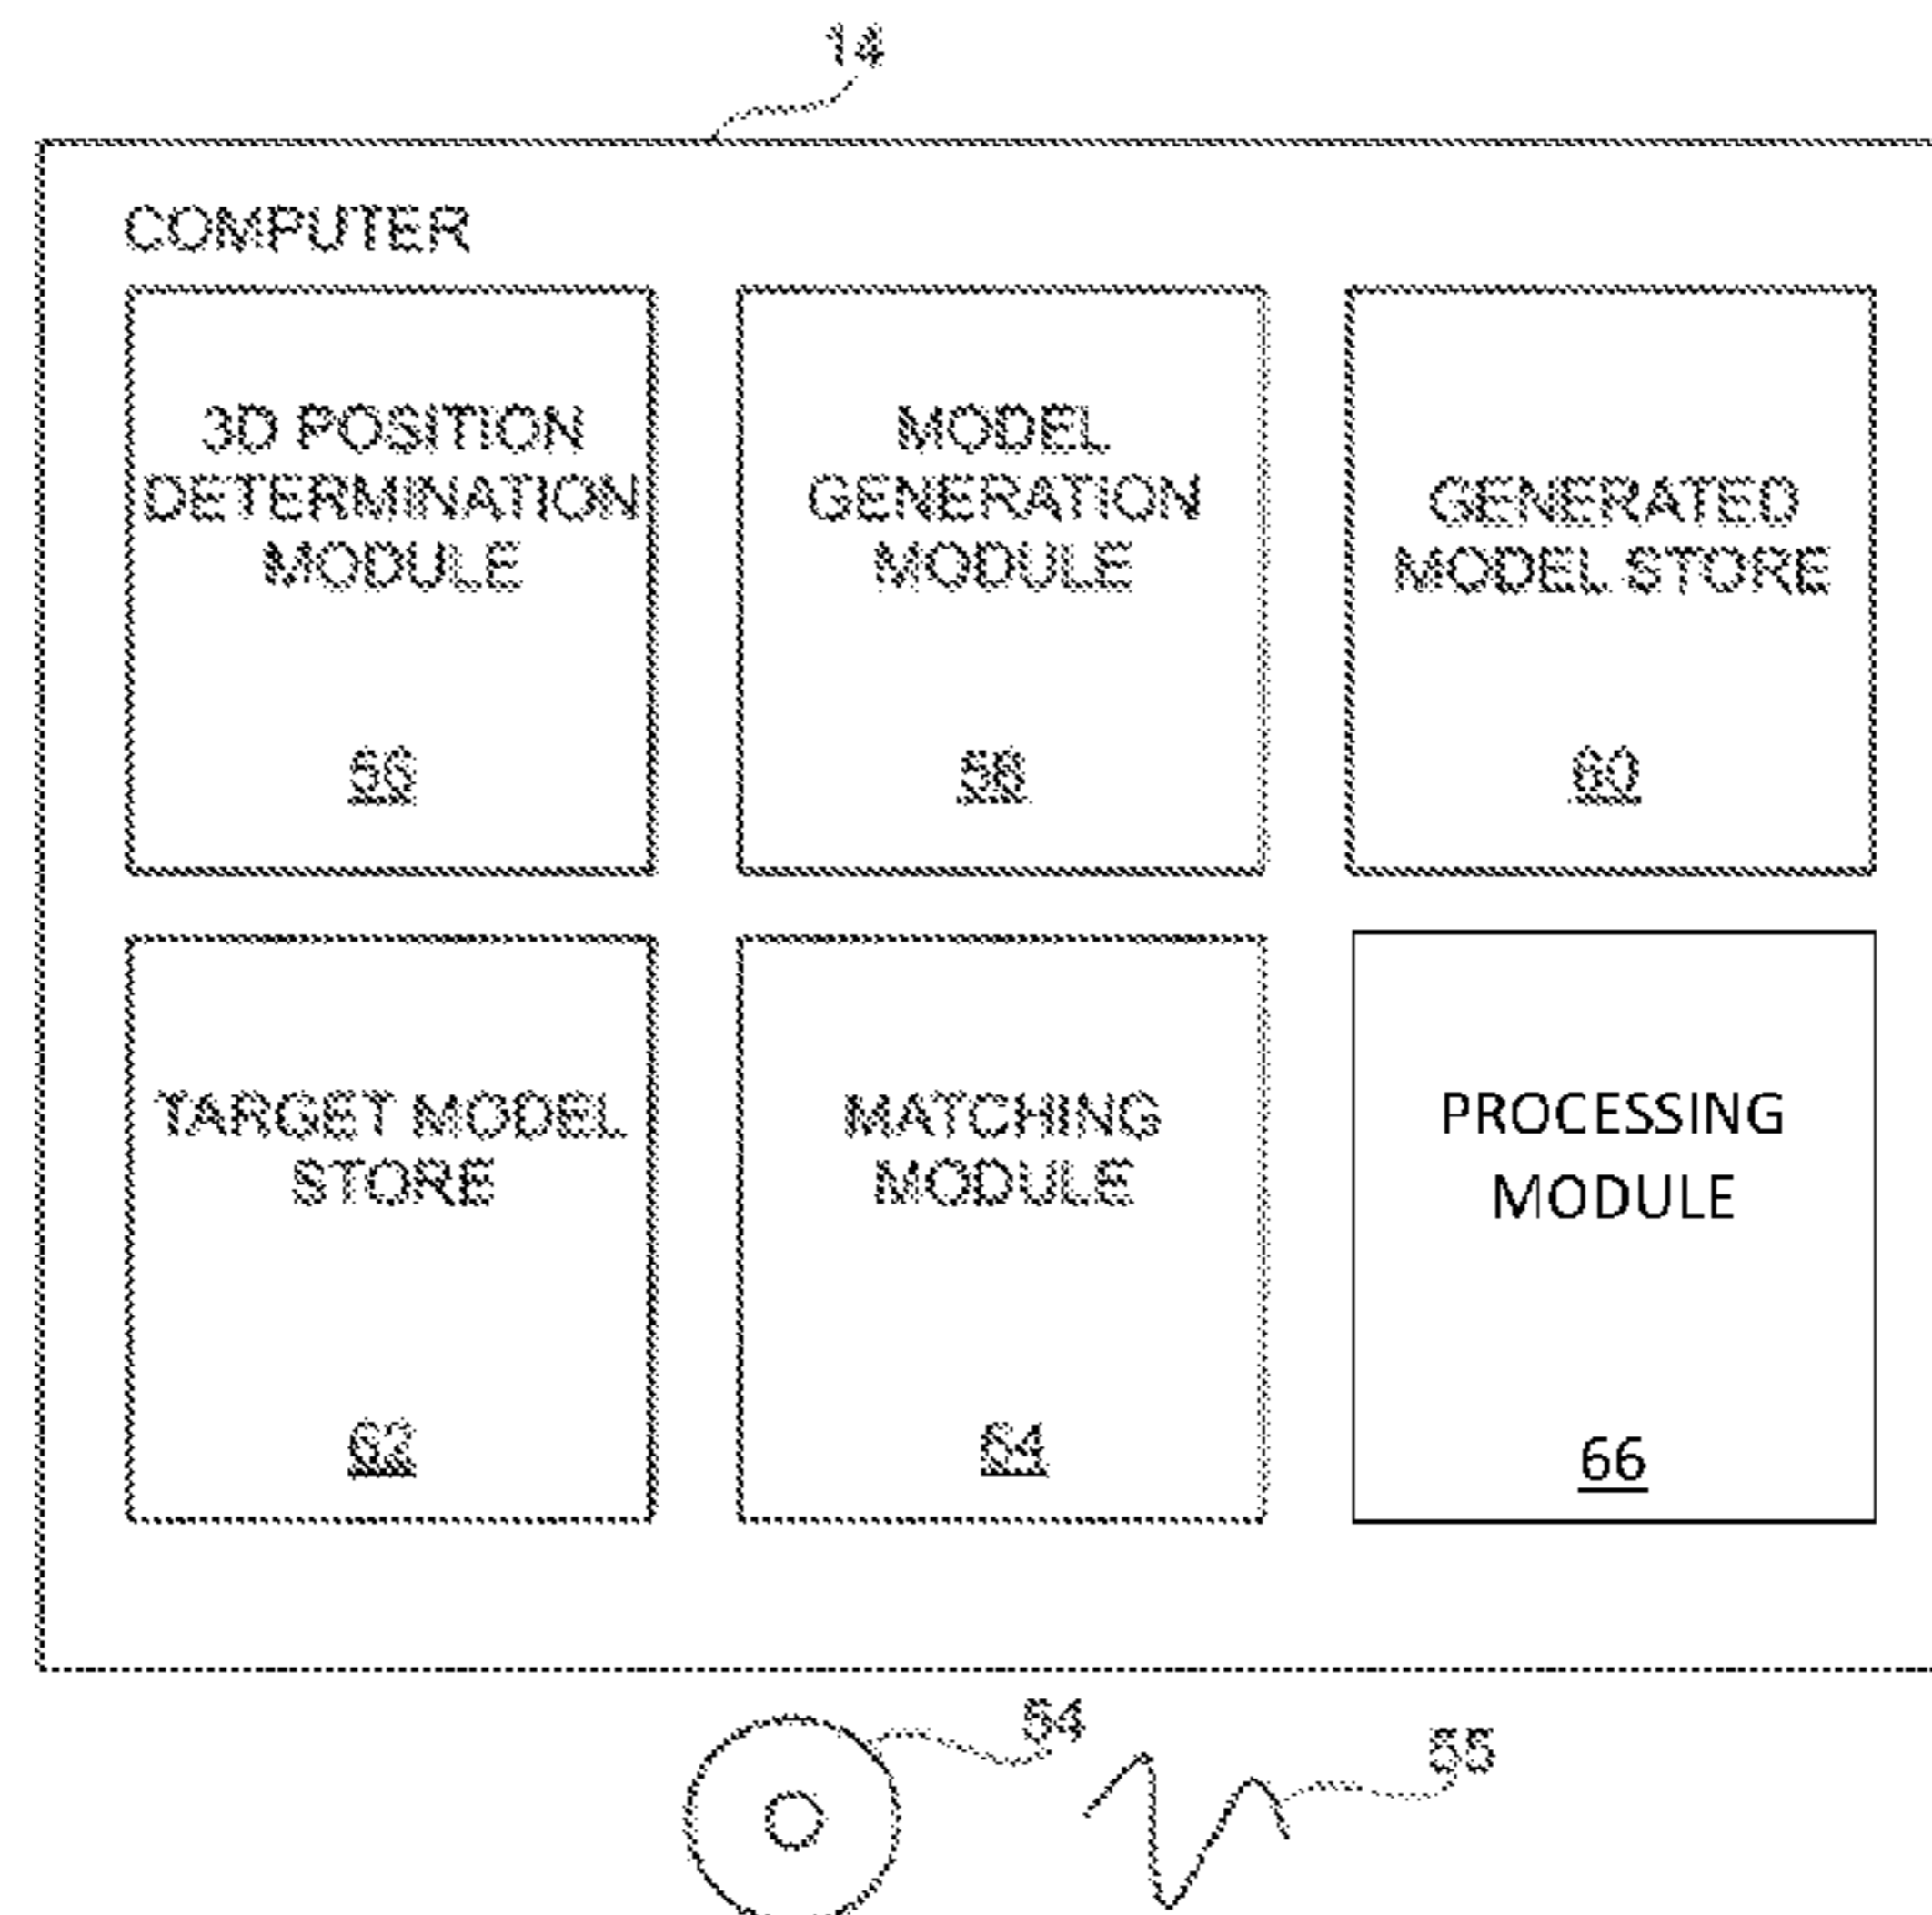 14
COMPUTER
3D POSITION
DETERMINATION
MODULE
56
MODEL
GENERATION
MODULE
58
GENERATED
MODEL STORE
60
TARGET MODEL
STORE
62
MATCHING
MODULE
64
PROCESSING
MODULE
66
54
55